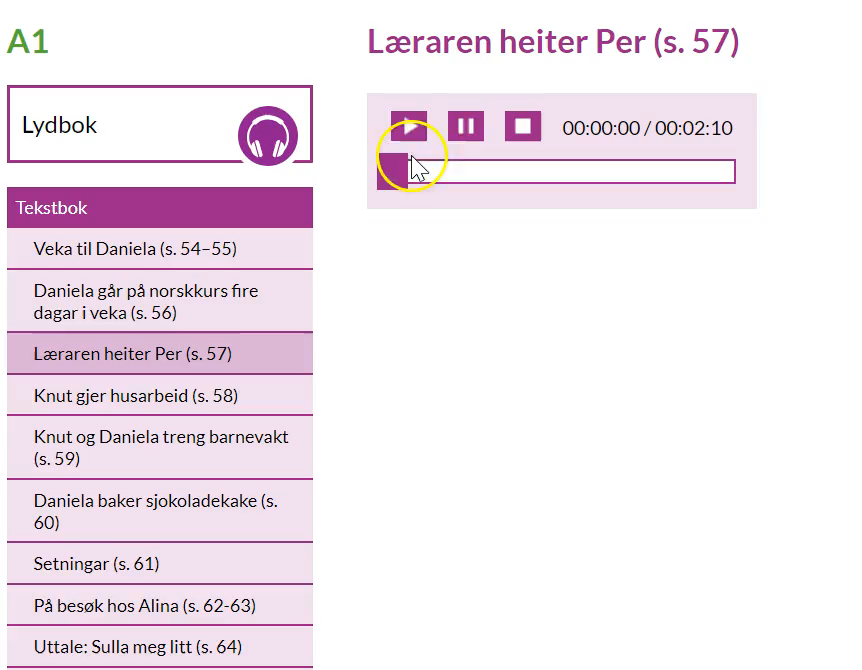 A1
Lydbok
Tekstbok
Veka til Daniela (s. 54–55)
Daniela går på norskkurs fire
dagar i veka (s. 56)
Læraren heiter Per (s. 57)
Knut gjer husarbeid (s. 58)
Knut og Daniela treng barnevakt
(s. 59)
Daniela baker sjokoladekake (s.
60)
Setningar (s. 61)
På besøk hos Alina (s. 62-63)
Uttale: Sulla meg litt (s. 64)
Læraren heiter Per (s. 57)
00:00:00 / 00:02:10